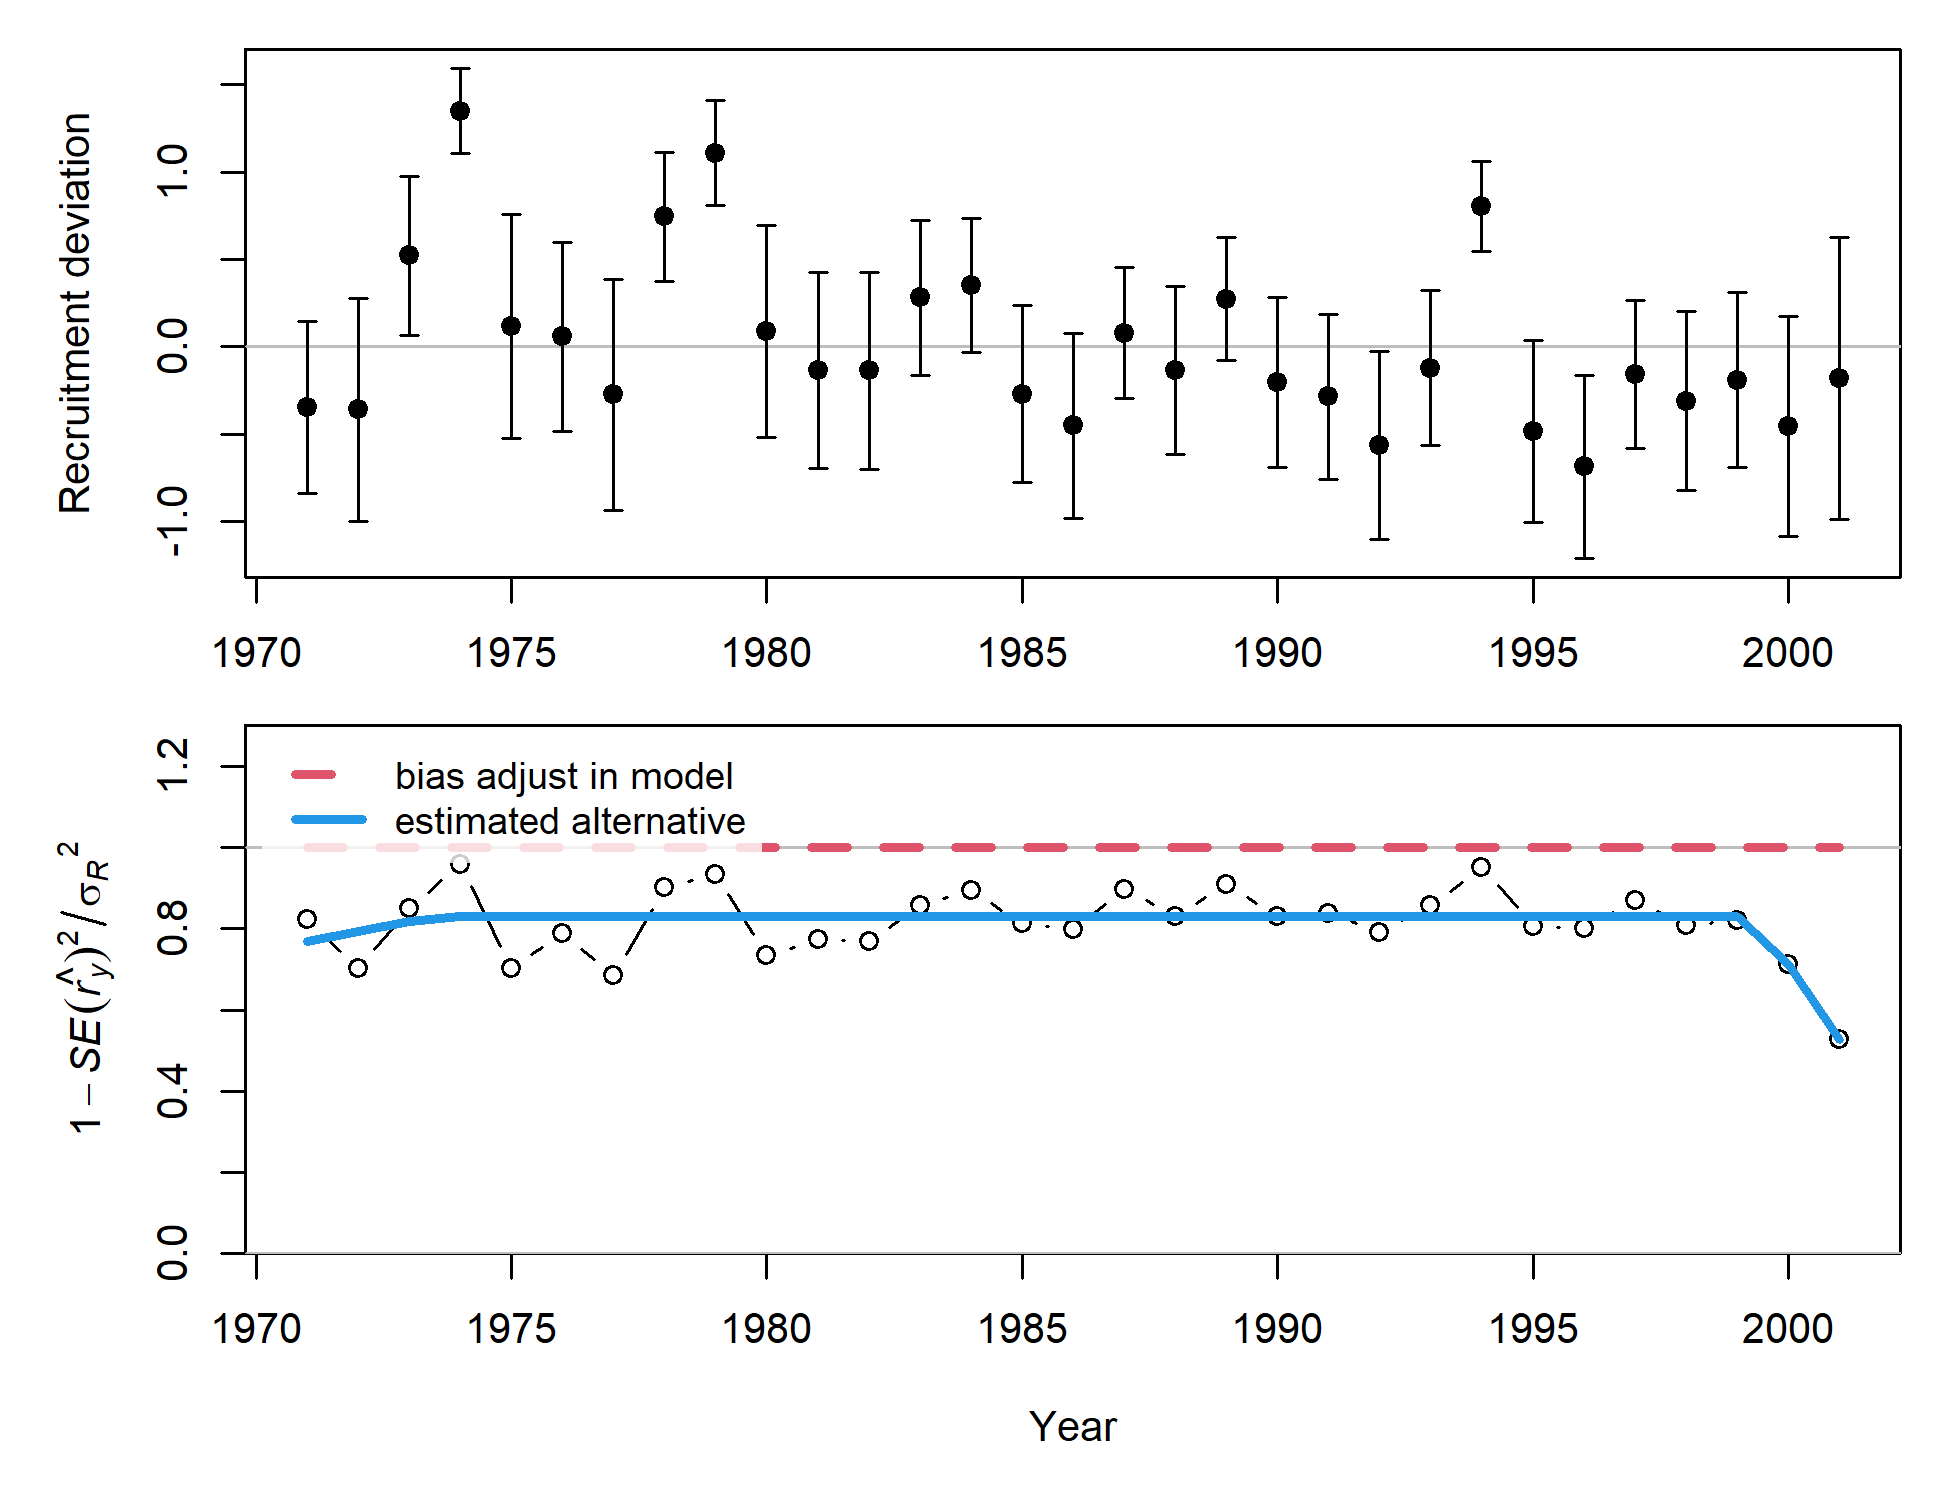 Recruitment deviation
1.0
0.0
-1.0
1970 1975 1980 1985 1990 1995 2000
bias adjust in model
estimated alternative
1 − SE(r̂y)² / σR²
1.2
0.8
0.4
0.0
1970 1975 1980 1985 1990 1995 2000
Year